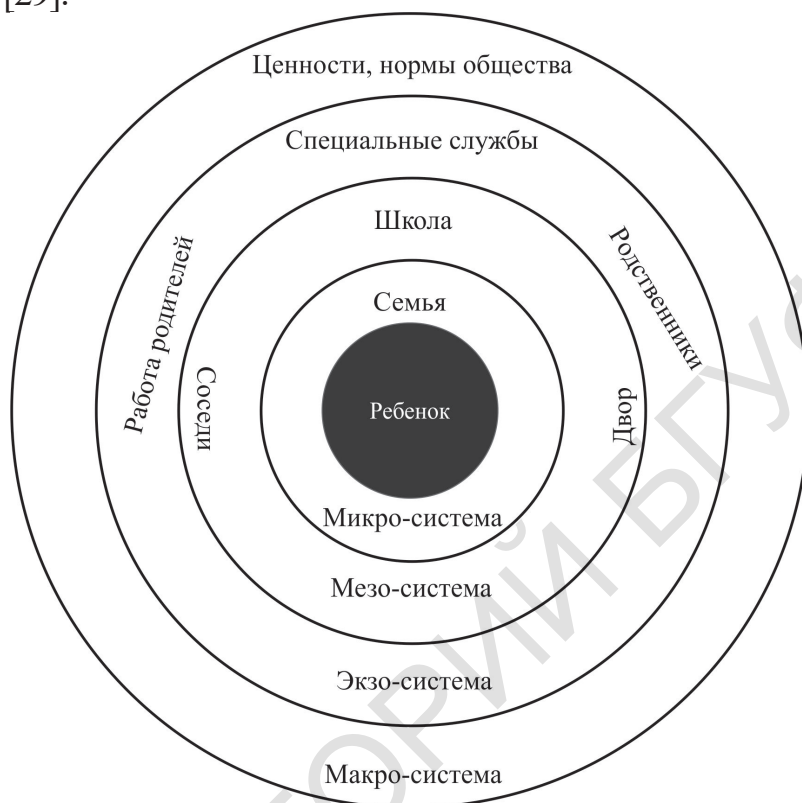 [29].
Ценности, нормы общества
Специальные службы
Школа
Работа родителей
Родственники
Семья
Соседи
Ребенок
Двор
Микро-система
Мезо-система
Экзо-система
Макро-система